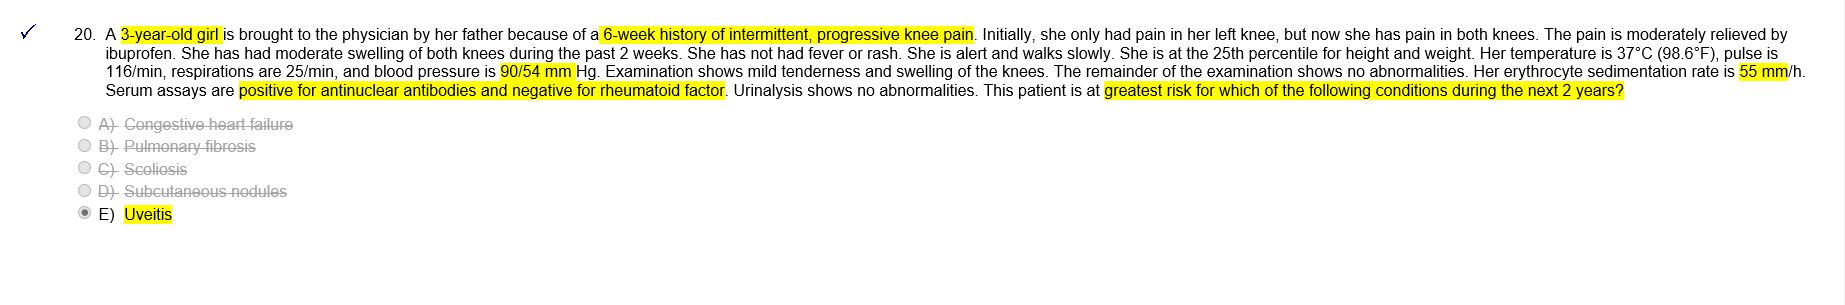 20. A 3-year-old girl is brought to the physician by her father because of a 6-week history of intermittent, progressive knee pain. Initially, she only had pain in her left knee, but now she has pain in both knees. The pain is moderately relieved by
ibuprofen. She has had moderate swelling of both knees during the past 2 weeks. She has not had fever or rash. She is alert and walks slowly. She is at the 25th percentile for height and weight. Her temperature is 37°C (98.6°F), pulse is
116/min, respirations are 25/min, and blood pressure is 90/54 mm Hg. Examination shows mild tenderness and swelling of the knees. The remainder of the examination shows no abnormalities. Her erythrocyte sedimentation rate is 55 mm/h.
Serum assays are positive for antinuclear antibodies and negative for rheumatoid factor. Urinalysis shows no abnormalities. This patient is at greatest risk for which of the following conditions during the next 2 years?
A) Congestive heart failure
B) Pulmonary fibrosis
C) Scoliosis
D) Subcutaneous nodules
E) Uveitis